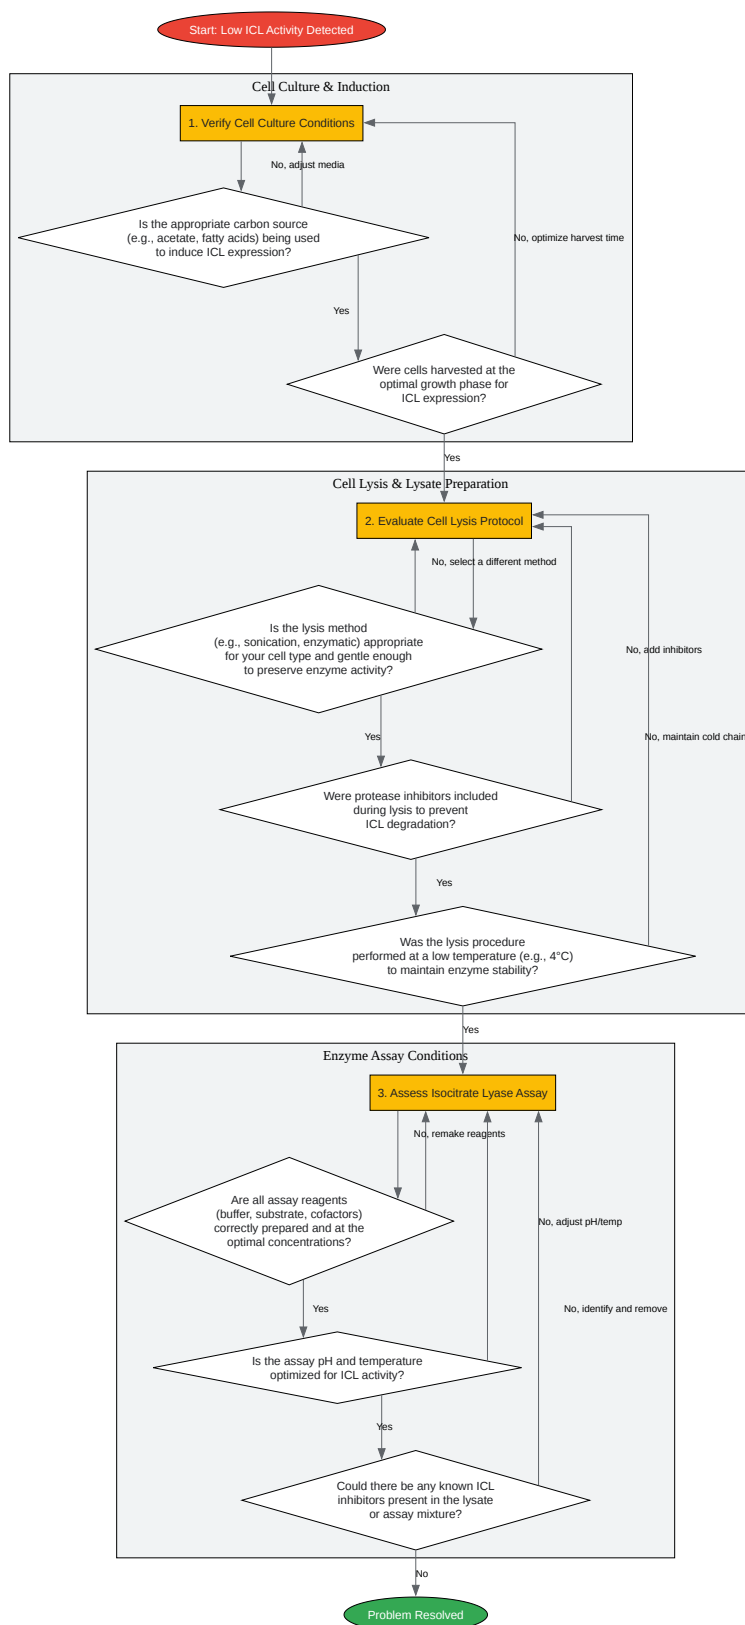 Start: Low ICL Activity Detected
Cell Culture & Induction
1. Verify Cell Culture Conditions
No, adjust media
Is the appropriate carbon source
(e.g., acetate, fatty acids) being used
to induce ICL expression?
No, optimize harvest time
Yes
Were cells harvested at the
optimal growth phase for
ICL expression?
Yes
Cell Lysis & Lysate Preparation
2. Evaluate Cell Lysis Protocol
No, select a different method
Is the lysis method
(e.g., sonication, enzymatic) appropriate
for your cell type and gentle enough
to preserve enzyme activity?
No, add inhibitors
Yes
No, maintain cold chain
Were protease inhibitors included
during lysis to prevent
ICL degradation?
Yes
Was the lysis procedure
performed at a low temperature (e.g., 4°C)
to maintain enzyme stability?
Yes
Enzyme Assay Conditions
3. Assess Isocitrate Lyase Assay
No, remake reagents
Are all assay reagents
(buffer, substrate, cofactors)
correctly prepared and at the
optimal concentrations?
No, adjust pH/temp
Yes
No, identify and remove
Is the assay pH and temperature
optimized for ICL activity?
Yes
Could there be any known ICL
inhibitors present in the lysate
or assay mixture?
No
Problem Resolved